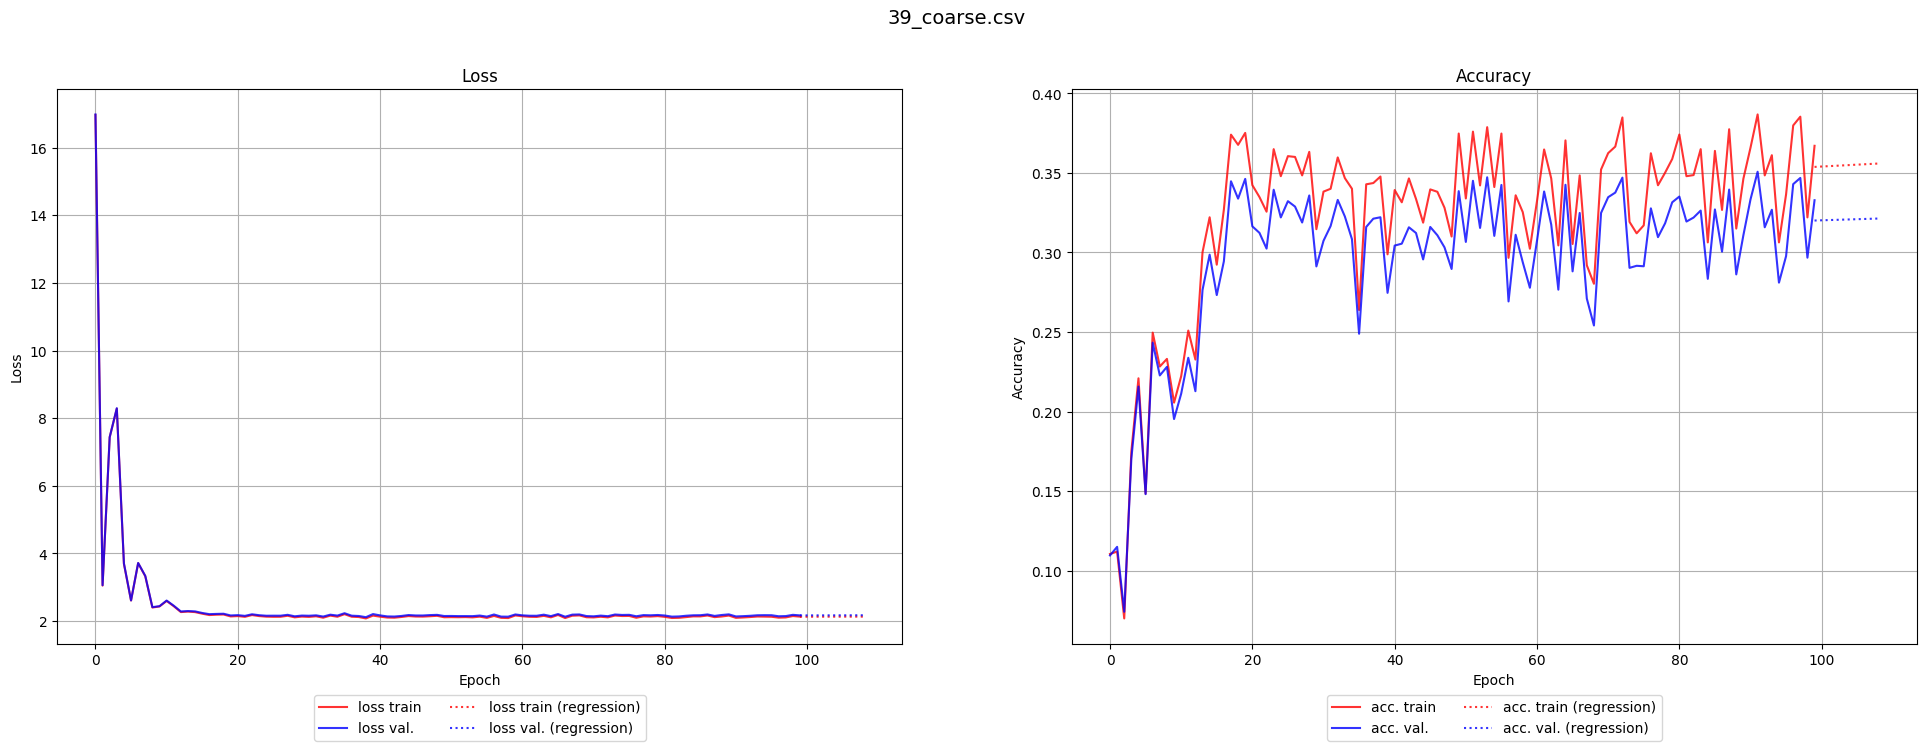 39_coarse.csv
Loss
16
14
12
10
8
6
4
2
Loss
0 20 40 60 80 100
Epoch
loss train
loss val.
loss train (regression)
loss val. (regression)
Accuracy
0.40
0.35
0.30
0.25
0.20
0.15
0.10
Accuracy
0 20 40 60 80 100
Epoch
acc. train
acc. val.
acc. train (regression)
acc. val. (regression)